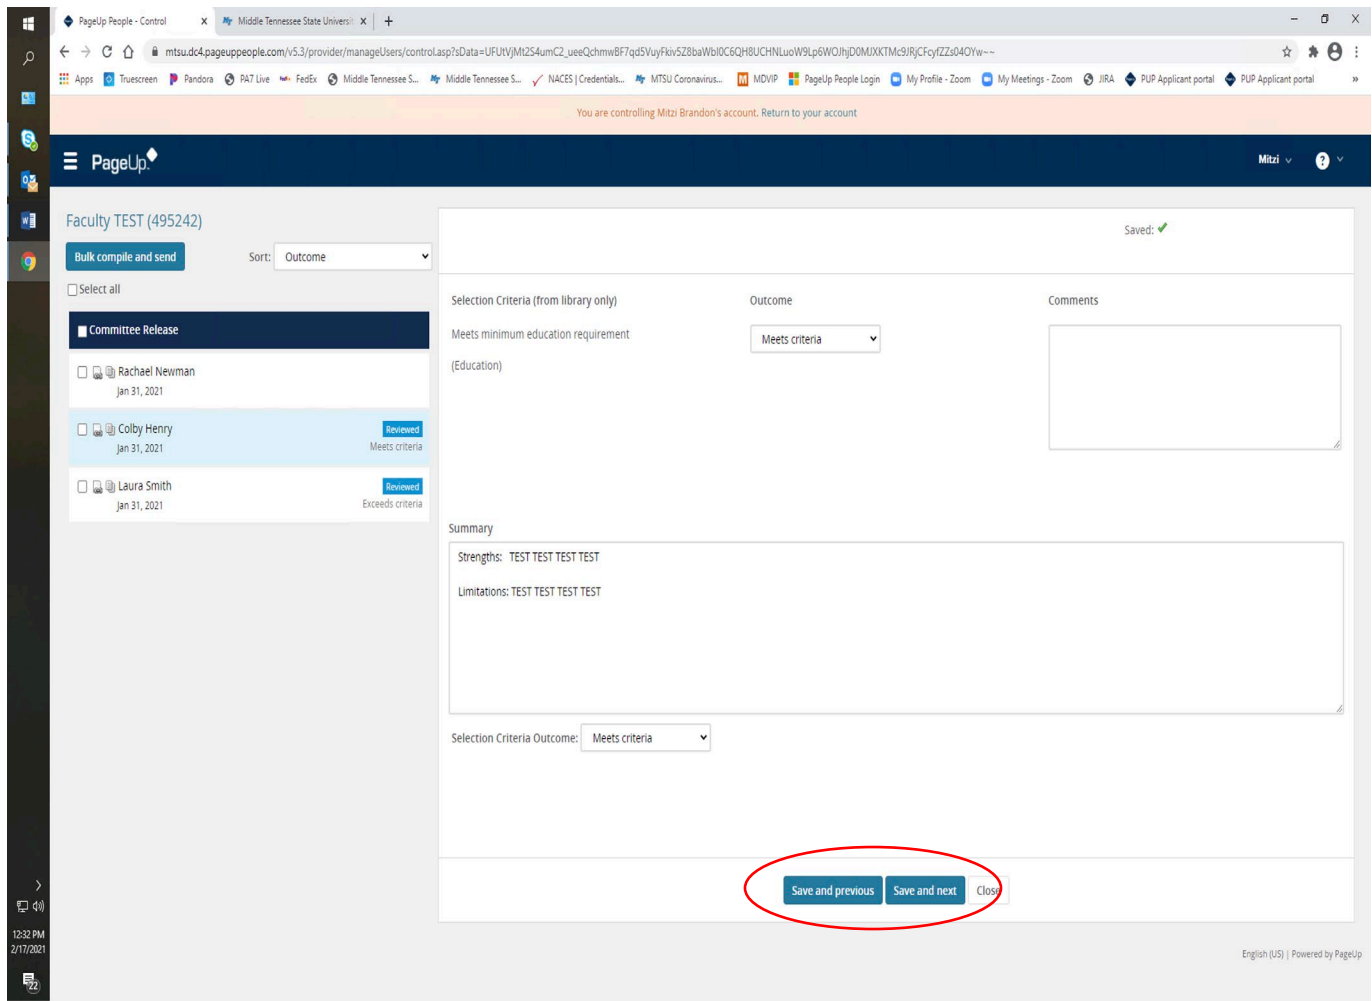 PageUp People - Control
Middle Tennessee State Universit
mtsu.dc4.pageuppeople.com/v5.3/provider/manageUsers/control.asp?sData=
Apps Truescreen Pandora PA7 Live FedEx Middle Tennessee S... Middle Tennessee S... NACES | Credentials... MTSU Coronavirus... MDVIP PageUp People Login My Profile - Zoom My Meetings - Zoom JIRA PUP Applicant portal PUP Applicant portal »
You are controlling Mitzi Brandon's account. Return to your account
PageUp
Mitzi
?
Faculty TEST (495242)
Bulk compile and send
Sort: Outcome
Select all
Committee Release
Rachael Newman
Jan 31, 2021
Colby Henry
Reviewed
Jan 31, 2021
Meets criteria
Laura Smith
Reviewed
Jan 31, 2021
Exceeds criteria
Saved:
Selection Criteria (from library only)
Outcome
Comments
Meets minimum education requirement
(Education)
Meets criteria
Summary
Strengths: TEST TEST TEST TEST
Limitations: TEST TEST TEST TEST
Selection Criteria Outcome: Meets criteria
Save and previous
Save and next
Close
English (US) | Powered by PageUp
12:32 PM
2/17/2021
22